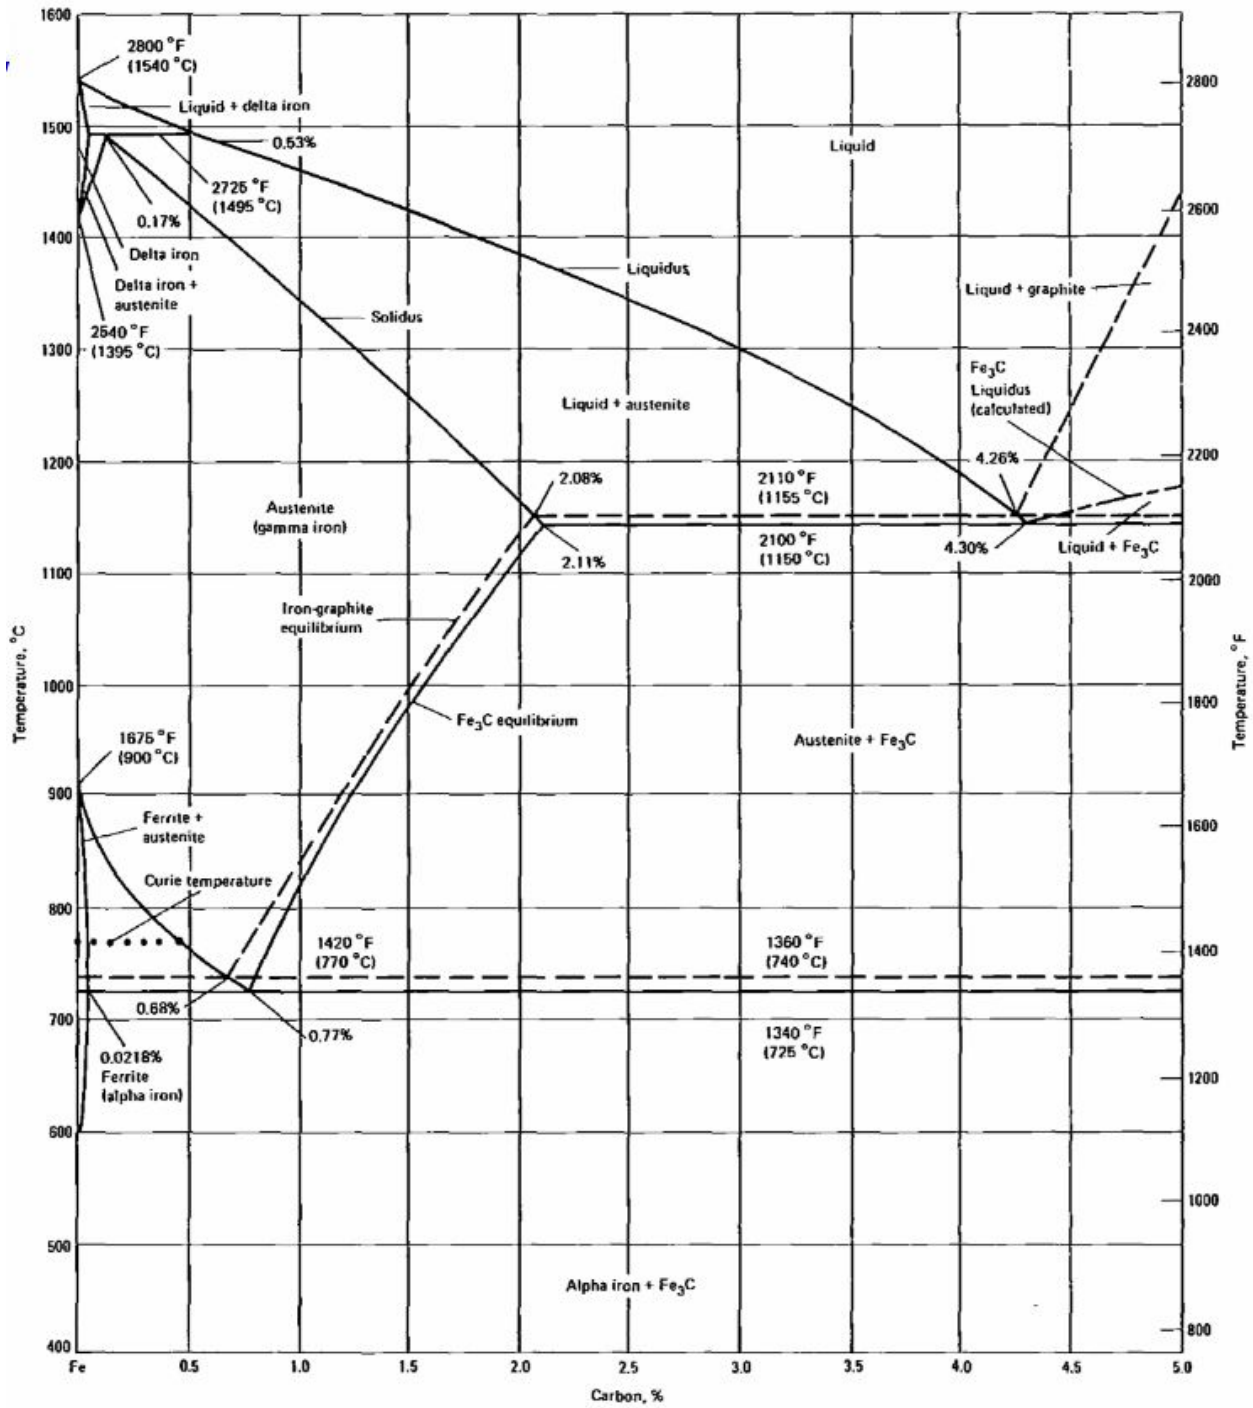 1600
2800 °F
(1540 °C)
2800
Liquid + delta iron
1500
0.53%
Liquid
2725 °F
(1495 °C)
2600
0.17%
1400
Delta iron
Liquidus
Delta iron +
austenite
Liquid + graphite
Solidus
2540 °F
(1395 °C)
2400
1300
Fe3C
Liquidus
(calculated)
Liquid + austenite
1200
4.26%
2200
2.08%
2110 °F
(1155 °C)
Austenite
(gamma iron)
2100 °F
(1150 °C)
4.30%
Liquid + Fe3C
2.11%
1100
2000
Iron-graphite
equilibrium
Temperature, °C
Temperature, °F
1000
1800
Fe3C equilibrium
1675 °F
(900 °C)
Austenite + Fe3C
900
Ferrite +
austenite
1600
Curie temperature
800
1420 °F
(770 °C)
1360 °F
(740 °C)
1400
0.68%
700
0.77%
1340 °F
(725 °C)
0.0218%
Ferrite
(alpha iron)
1200
600
1000
500
Alpha iron + Fe3C
800
400
Fe 0.5 1.0 1.5 2.0 2.5 3.0 3.5 4.0 4.5 5.0
Carbon, %